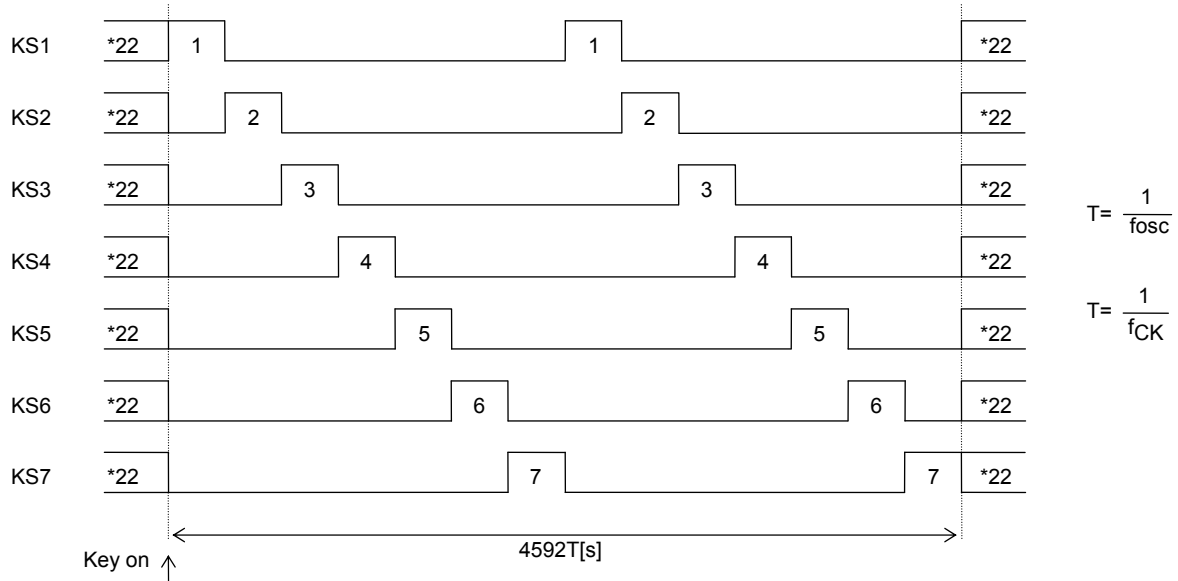 KS1 *22 1 1 *22
KS2 *22 2 2 *22
KS3 *22 3 3 *22
T= 1/fosc
KS4 *22 4 4 *22
T= 1/fCK
KS5 *22 5 5 *22
KS6 *22 6 6 *22
KS7 *22 7 7 *22
4592T[s]
Key on